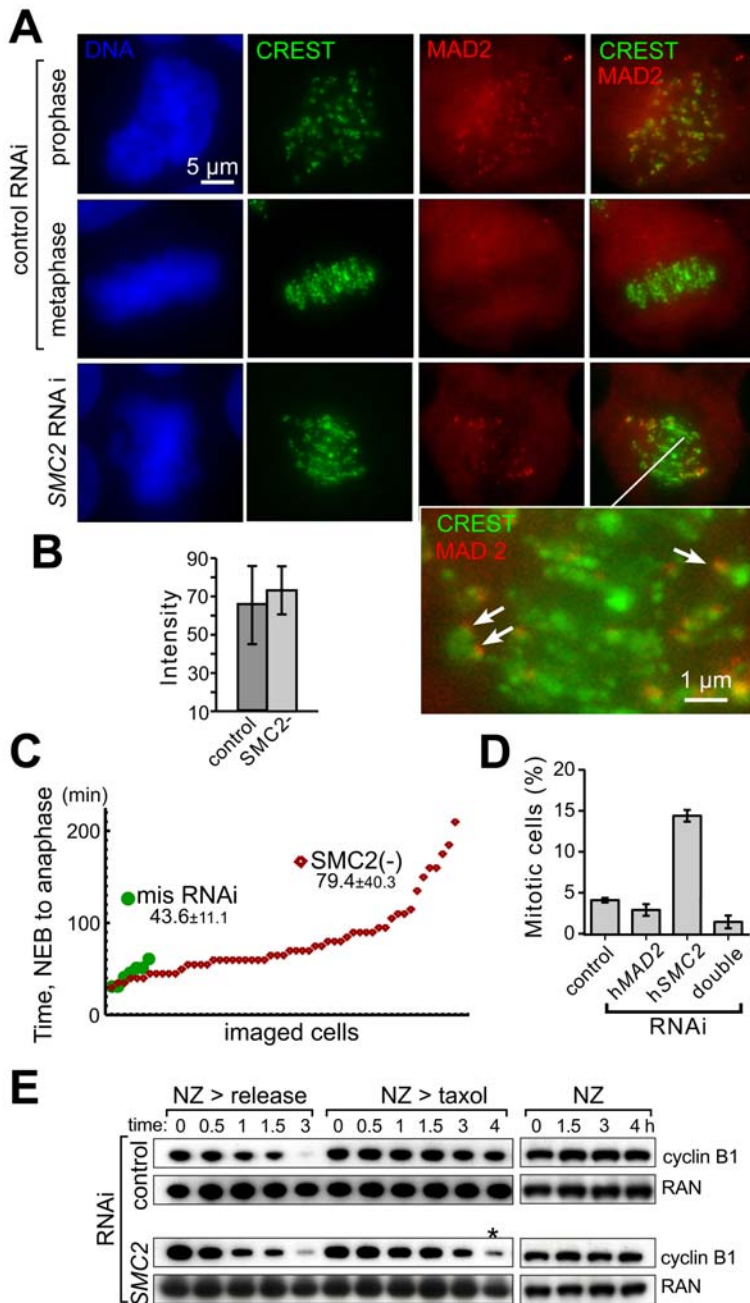 A
DNA CREST MAD2 CREST
MAD2
control RNAi
prophase
5 µm
metaphase
SMC2 RNA i
CREST
MAD 2
1 µm
B
Intensity
90
70
50
30
10
control
SMC2-
C
(min)
Time, NEB to anaphase
200
100
0
mis RNAi
43.6±11.1
SMC2(-)
79.4±40.3
imaged cells
D
Mitotic cells (%)
20
15
10
5
0
control
hMAD2
hSMC2
double
RNAi
E
NZ > release NZ > taxol NZ
time: 0 0.5 1 1.5 3 0 0.5 1 1.5 3 4 0 1.5 3 4 h
RNAi
control
cyclin B1
RAN
*
SMC2
cyclin B1
RAN